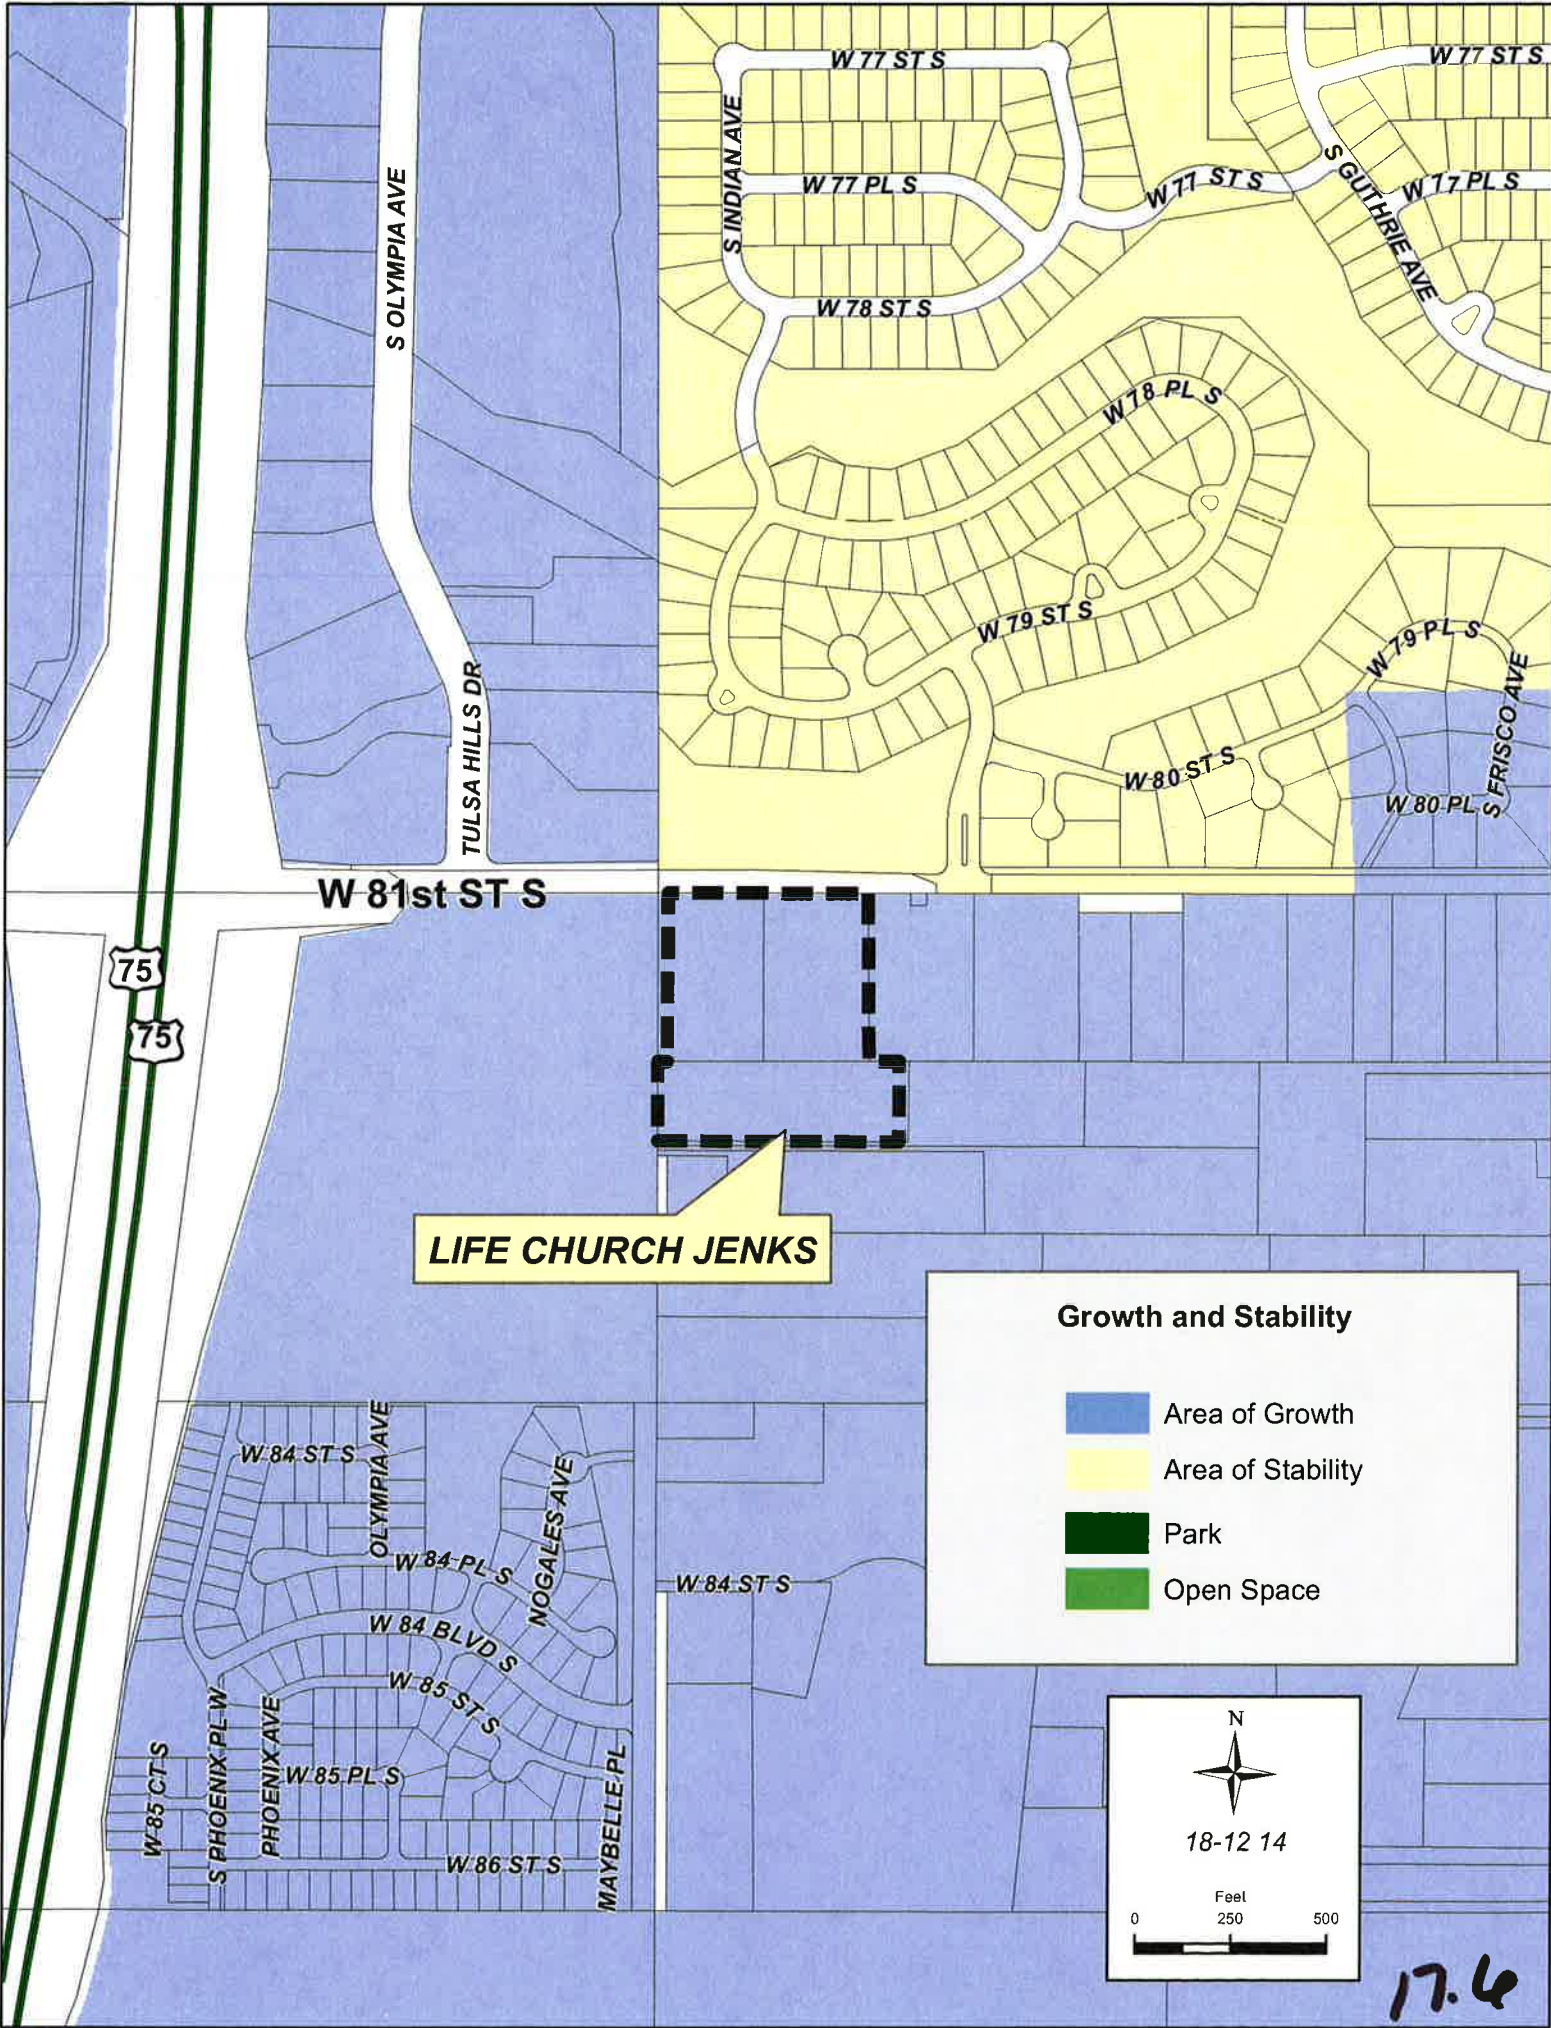 W 77 ST S
W 77 ST S
S INDIAN AVE
S GUTHRIE AVE
W 77 PL S
W 77 ST S
W 77 PL S
S OLYMPIA AVE
W 78 ST S
W 78 PL S
W 79 ST S
W 79 PL S
S FRISCO AVE
TULSA HILLS DR
W 80 ST S
W 80 PL
W 81st ST S
75
75
LIFE CHURCH JENKS
Growth and Stability
Area of Growth
Area of Stability
Park
Open Space
W 84 ST S
OLYMPIA AVE
NOGALES AVE
W 84 PL S
W 84 ST S
W 84 BLVD S
W 85 ST S
S PHOENIX PL W
PHOENIX AVE
W 85 CT S
W 85 PL S
MAYBELLE PL
W 86 ST S
N
18-12 14
Feet
0 250 500
17.6